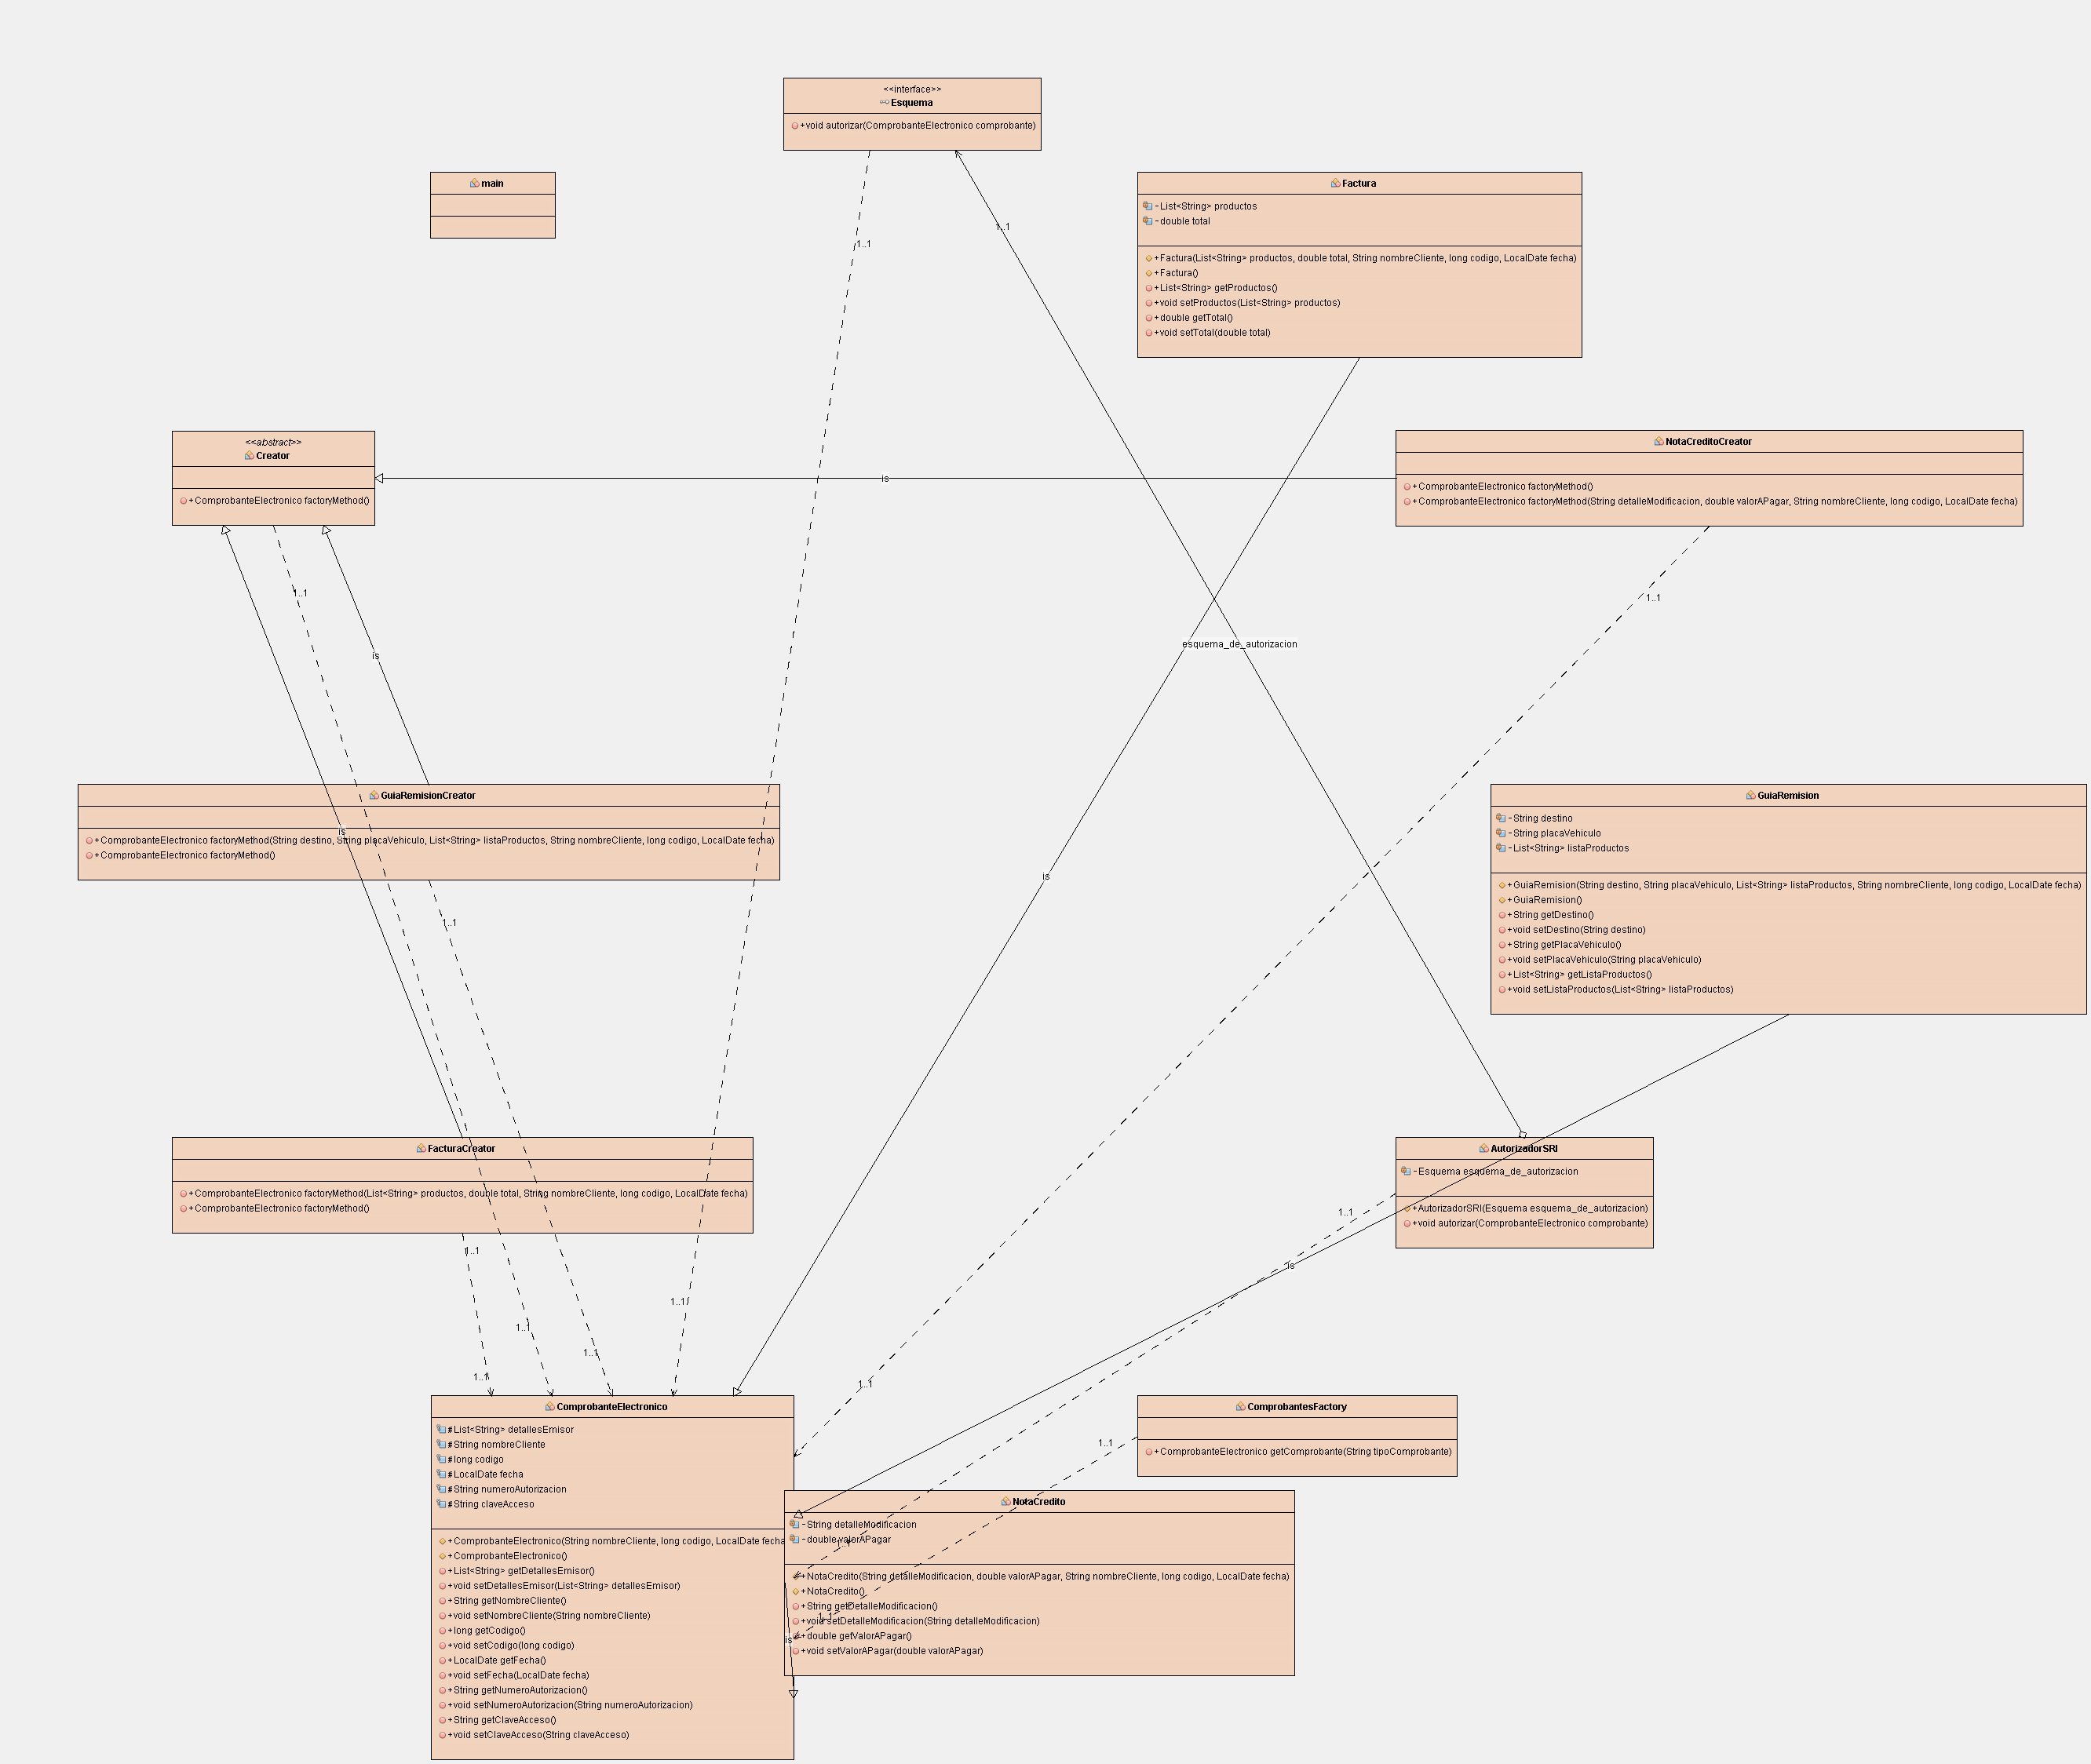 <<interface>>
Esquema
+void autorizar(ComprobanteElectronico comprobante)
main
Factura
-List<String> productos
-double total
+Factura(List<String> productos, double total, String nombreCliente, long codigo, LocalDate fecha)
+Factura()
+List<String> getProductos()
+void setProductos(List<String> productos)
+double getTotal()
+void setTotal(double total)
1..1
1..1
<<abstract>>
Creator
+ComprobanteElectronico factoryMethod()
is
NotaCreditoCreator
+ComprobanteElectronico factoryMethod()
+ComprobanteElectronico factoryMethod(String detalleModificacion, double valorAPagar, String nombreCliente, long codigo, LocalDate fecha)
1..1
1..1
is
esquema_de_autorizacion
GuiaRemisionCreator
+ComprobanteElectronico factoryMethod(String destino, String placaVehiculo, List<String> listaProductos, String nombreCliente, long codigo, LocalDate fecha)
+ComprobanteElectronico factoryMethod()
is
is
1..1
GuiaRemision
-String destino
-String placaVehiculo
-List<String> listaProductos
+GuiaRemision(String destino, String placaVehiculo, List<String> listaProductos, String nombreCliente, long codigo, LocalDate fecha)
+GuiaRemision()
+String getDestino()
+void setDestino(String destino)
+String getPlacaVehiculo()
+void setPlacaVehiculo(String placaVehiculo)
+List<String> getListaProductos()
+void setListaProductos(List<String> listaProductos)
FacturaCreator
+ComprobanteElectronico factoryMethod(List<String> productos, double total, String nombreCliente, long codigo, LocalDate fecha)
+ComprobanteElectronico factoryMethod()
AutorizadorSRI
-Esquema esquema_de_autorizacion
+AutorizadorSRI(Esquema esquema_de_autorizacion)
+void autorizar(ComprobanteElectronico comprobante)
1..1
1..1
is
1..1
1..1
1..1
1..1
1..1
ComprobanteElectronico
#List<String> detallesEmisor
#String nombreCliente
#long codigo
#LocalDate fecha
#String numeroAutorizacion
#String claveAcceso
+ComprobanteElectronico(String nombreCliente, long codigo, LocalDate fecha
+ComprobanteElectronico()
+List<String> getDetallesEmisor()
+void setDetallesEmisor(List<String> detallesEmisor)
+String getNombreCliente()
+void setNombreCliente(String nombreCliente)
+long getCodigo()
+void setCodigo(long codigo)
+LocalDate getFecha()
+void setFecha(LocalDate fecha)
+String getNumeroAutorizacion()
+void setNumeroAutorizacion(String numeroAutorizacion)
+String getClaveAcceso()
+void setClaveAcceso(String claveAcceso)
ComprobantesFactory
+ComprobanteElectronico getComprobante(String tipoComprobante)
1..1
NotaCredito
-String detalleModificacion
-double valorAPagar
1..1
+NotaCredito(String detalleModificacion, double valorAPagar, String nombreCliente, long codigo, LocalDate fecha)
+NotaCredito()
+String getDetalleModificacion()
+void setDetalleModificacion(String detalleModificacion)
1..1
+double getValorAPagar()
+void setValorAPagar(double valorAPagar)
is